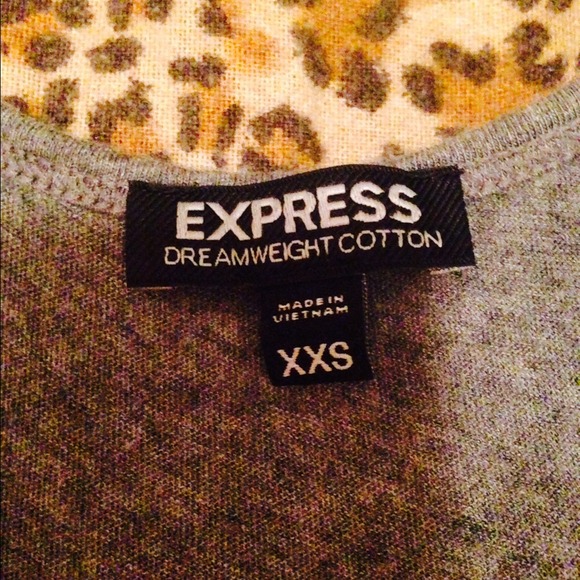 EXPRESS
DREAMWEIGHT COTTON
MADE IN
VIETNAM
XXS